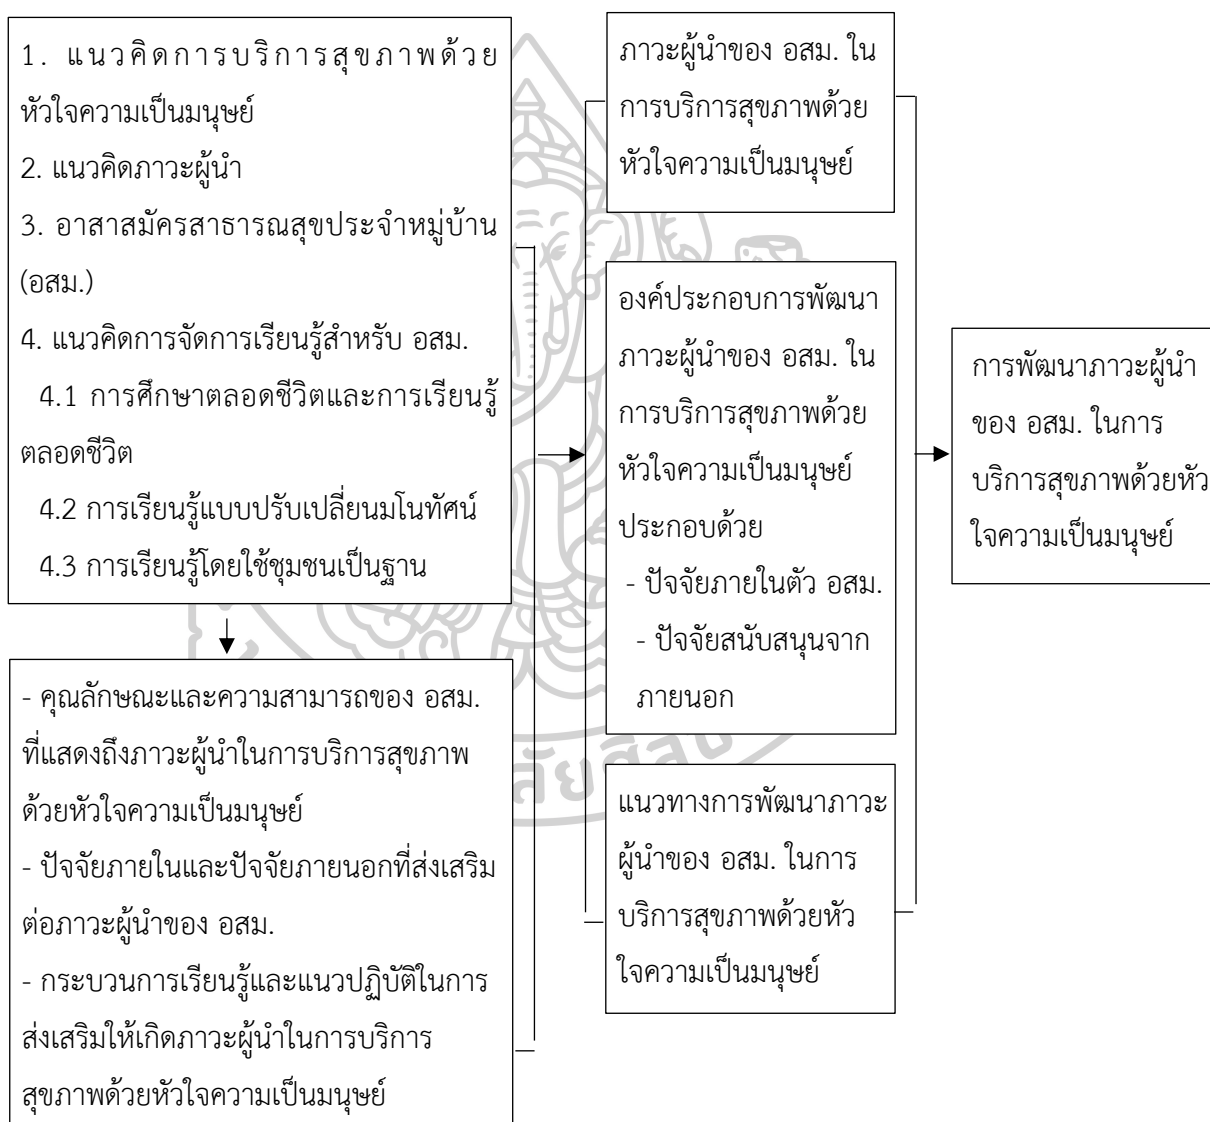 1. แนวคิดการบริการสุขภาพด้วย
หัวใจความเป็นมนุษย์
2. แนวคิดภาวะผู้นำ
3. อาสาสมัครสาธารณสุขประจำหมู่บ้าน
(อสม.)
4. แนวคิดการจัดการเรียนรู้สำหรับ อสม.
4.1 การศึกษาตลอดชีวิตและการเรียนรู้
ตลอดชีวิต
4.2 การเรียนรู้แบบปรับเปลี่ยนมโนทัศน์
4.3 การเรียนรู้โดยใช้ชุมชนเป็นฐาน
- คุณลักษณะและความสามารถของ อสม.
ที่แสดงถึงภาวะผู้นำในการบริการสุขภาพ
ด้วยหัวใจความเป็นมนุษย์
- ปัจจัยภายในและปัจจัยภายนอกที่ส่งเสริม
ต่อภาวะผู้นำของ อสม.
- กระบวนการเรียนรู้และแนวปฏิบัติในการ
ส่งเสริมให้เกิดภาวะผู้นำในการบริการ
สุขภาพด้วยหัวใจความเป็นมนุษย์
ภาวะผู้นำของ อสม. ใน
การบริการสุขภาพด้วย
หัวใจความเป็นมนุษย์
องค์ประกอบการพัฒนา
ภาวะผู้นำของ อสม. ใน
การบริการสุขภาพด้วย
หัวใจความเป็นมนุษย์
ประกอบด้วย
- ปัจจัยภายในตัว อสม.
- ปัจจัยสนับสนุนจาก
ภายนอก
แนวทางการพัฒนาภาวะ
ผู้นำของ อสม. ในการ
บริการสุขภาพด้วยหัว
ใจความเป็นมนุษย์
การพัฒนาภาวะผู้นำ
ของ อสม. ในการ
บริการสุขภาพด้วยหัว
ใจความเป็นมนุษย์